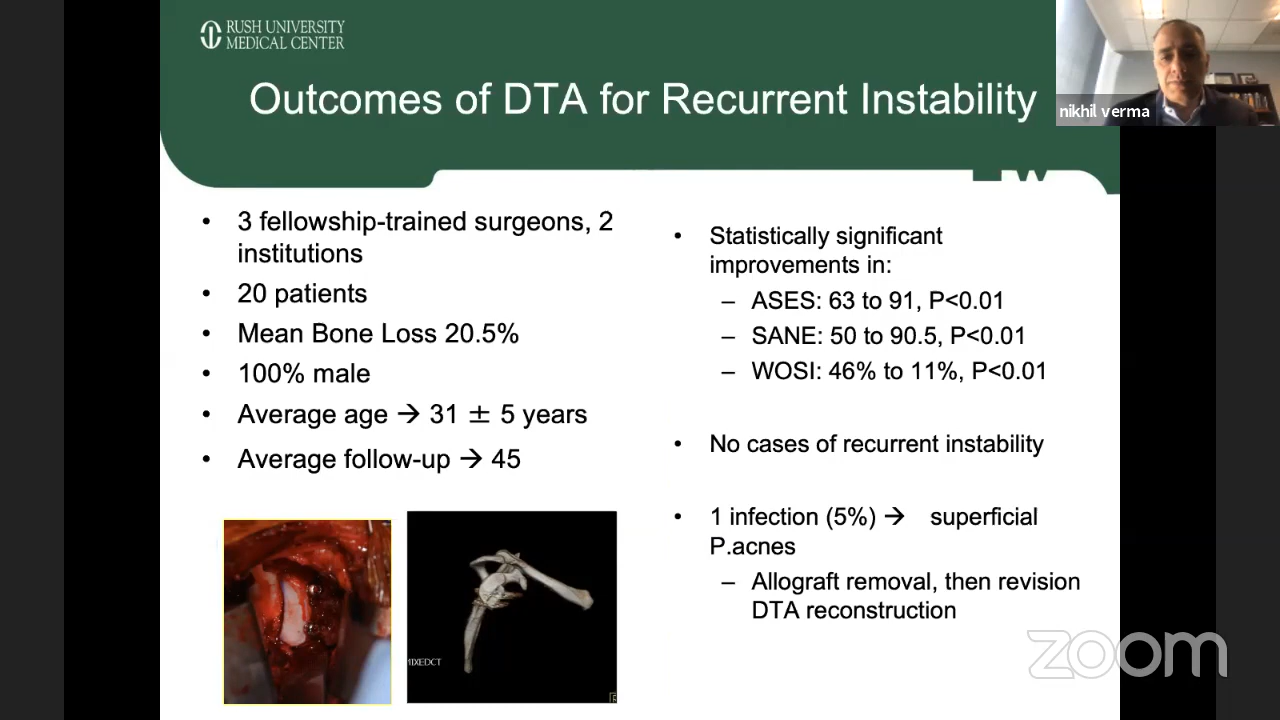 RUSH UNIVERSITY
MEDICAL CENTER
Outcomes of DTA for Recurrent Instability
nikhil verma
• 3 fellowship-trained surgeons, 2
institutions
• 20 patients
• Mean Bone Loss 20.5%
• 100% male
• Average age → 31 ± 5 years
• Average follow-up → 45
• Statistically significant
improvements in:
– ASES: 63 to 91, P<0.01
– SANE: 50 to 90.5, P<0.01
– WOSI: 46% to 11%, P<0.01
• No cases of recurrent instability
• 1 infection (5%) → superficial
P.acnes
– Allograft removal, then revision
DTA reconstruction
MIXEDCT
zoom